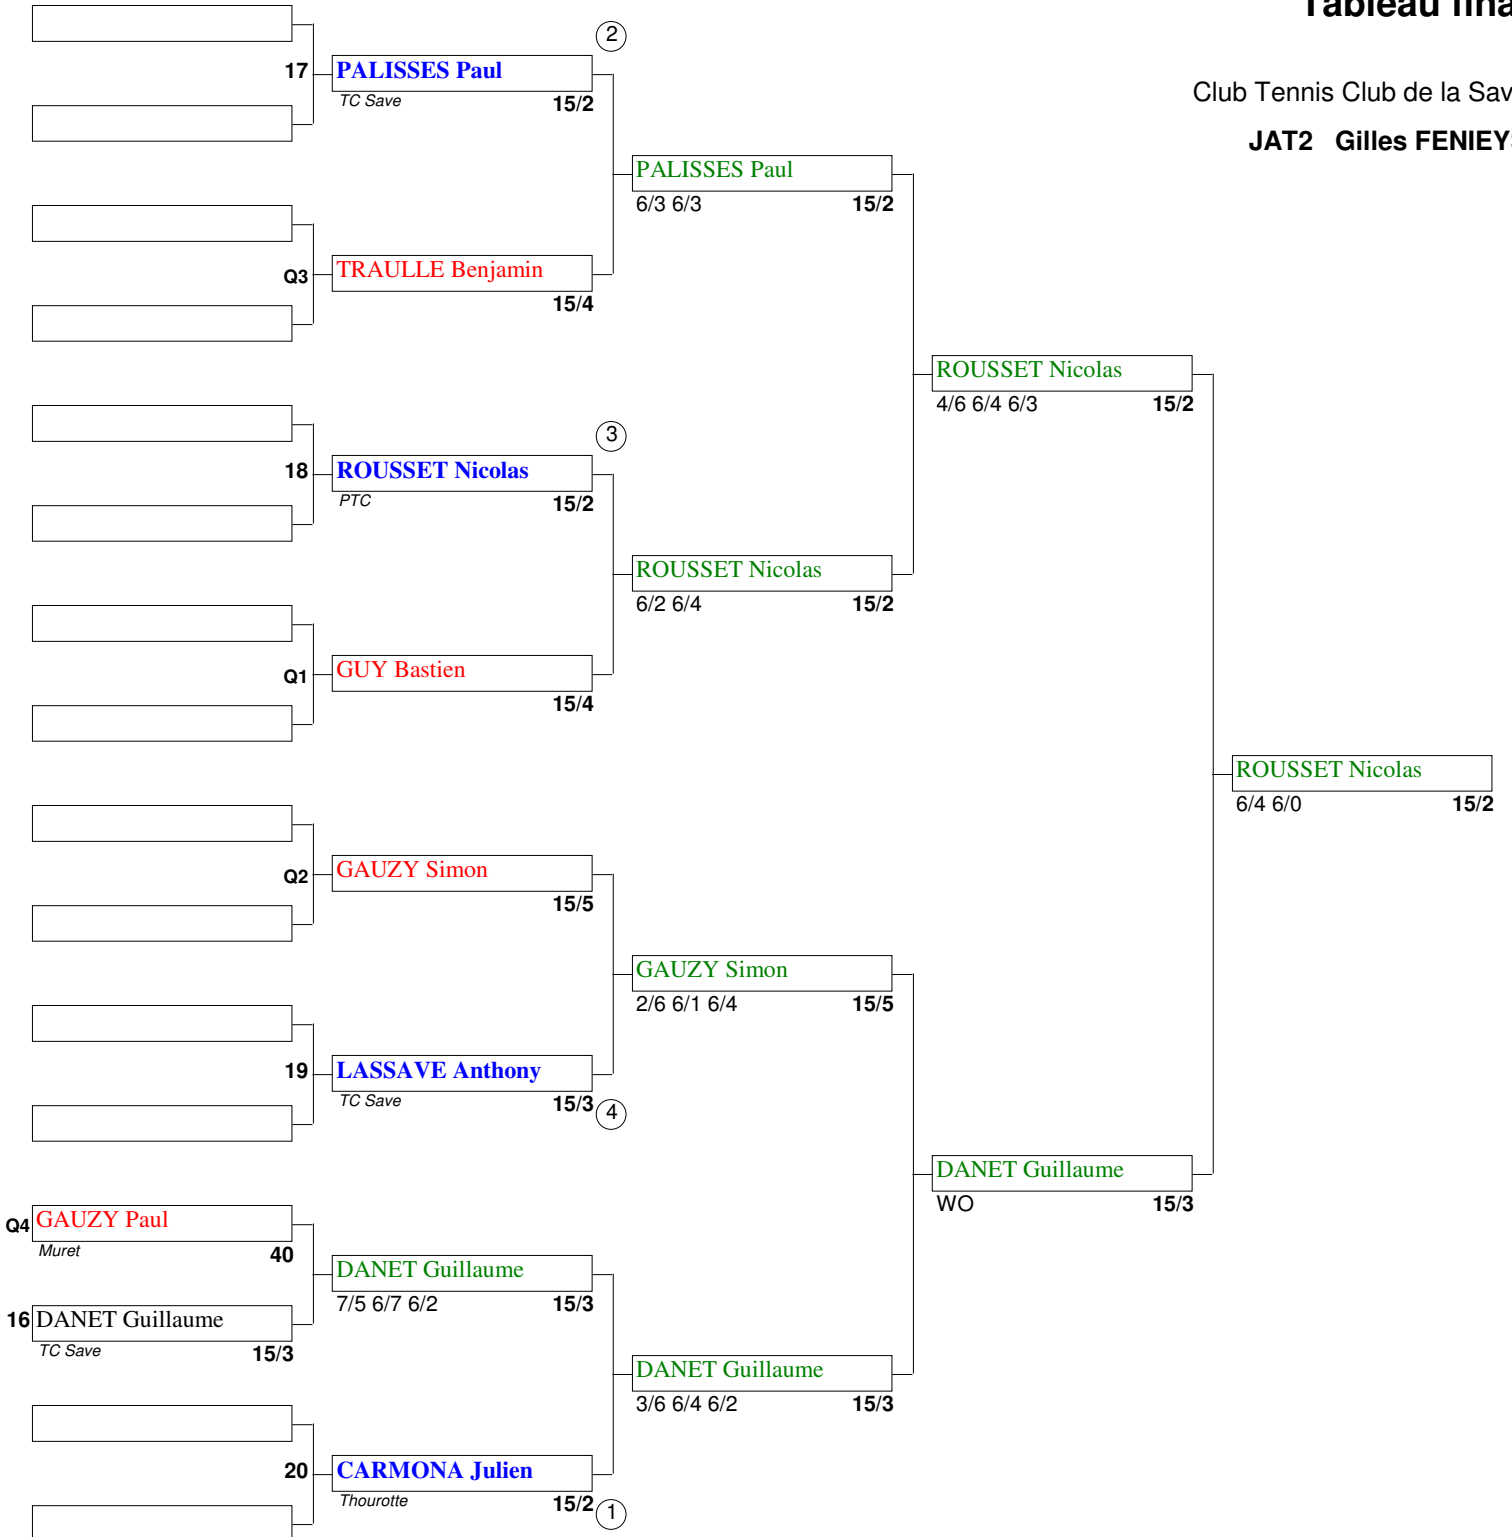 Tableau fina
Club Tennis Club de la Sav
JAT2 Gilles FENIEY
2
17 PALISSES Paul
TC Save 15/2
PALISSES Paul
6/3 6/3 15/2
Q3 TRAULLE Benjamin
15/4
ROUSSET Nicolas
4/6 6/4 6/3 15/2
3
18 ROUSSET Nicolas
PTC 15/2
ROUSSET Nicolas
6/2 6/4 15/2
Q1 GUY Bastien
15/4
ROUSSET Nicolas
6/4 6/0 15/2
Q2 GAUZY Simon
15/5
GAUZY Simon
2/6 6/1 6/4 15/5
19 LASSAVE Anthony
TC Save 15/3
4
DANET Guillaume
WO 15/3
Q4 GAUZY Paul
Muret 40
DANET Guillaume
7/5 6/7 6/2 15/3
16 DANET Guillaume
TC Save 15/3
DANET Guillaume
3/6 6/4 6/2 15/3
20 CARMONA Julien
Thourotte 15/2
1